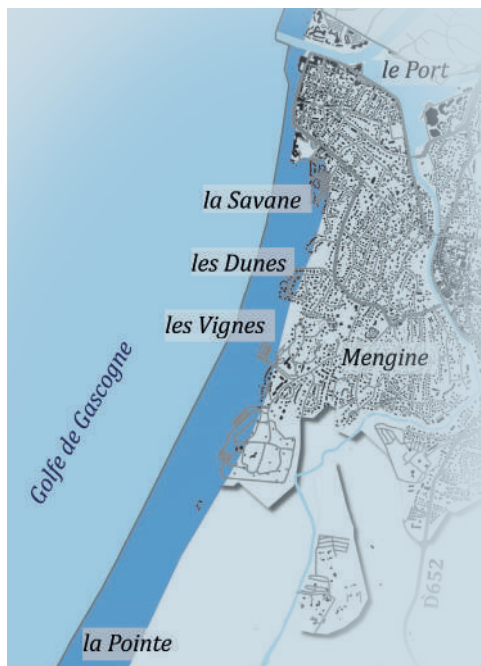 le Port
la Savane
les Dunes
les Vignes
Mengine
Golfe de Gascogne
D652
la Pointe